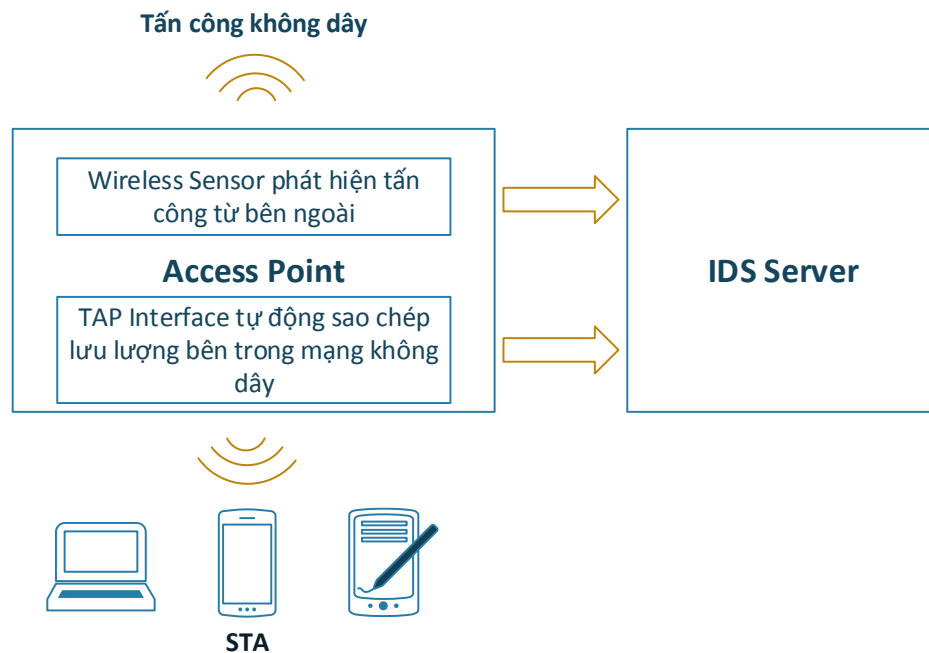 Tấn công không dây
Wireless Sensor phát hiện tấn
công từ bên ngoài
Access Point
IDS Server
TAP Interface tự động sao chép
lưu lượng bên trong mạng không
dây
STA